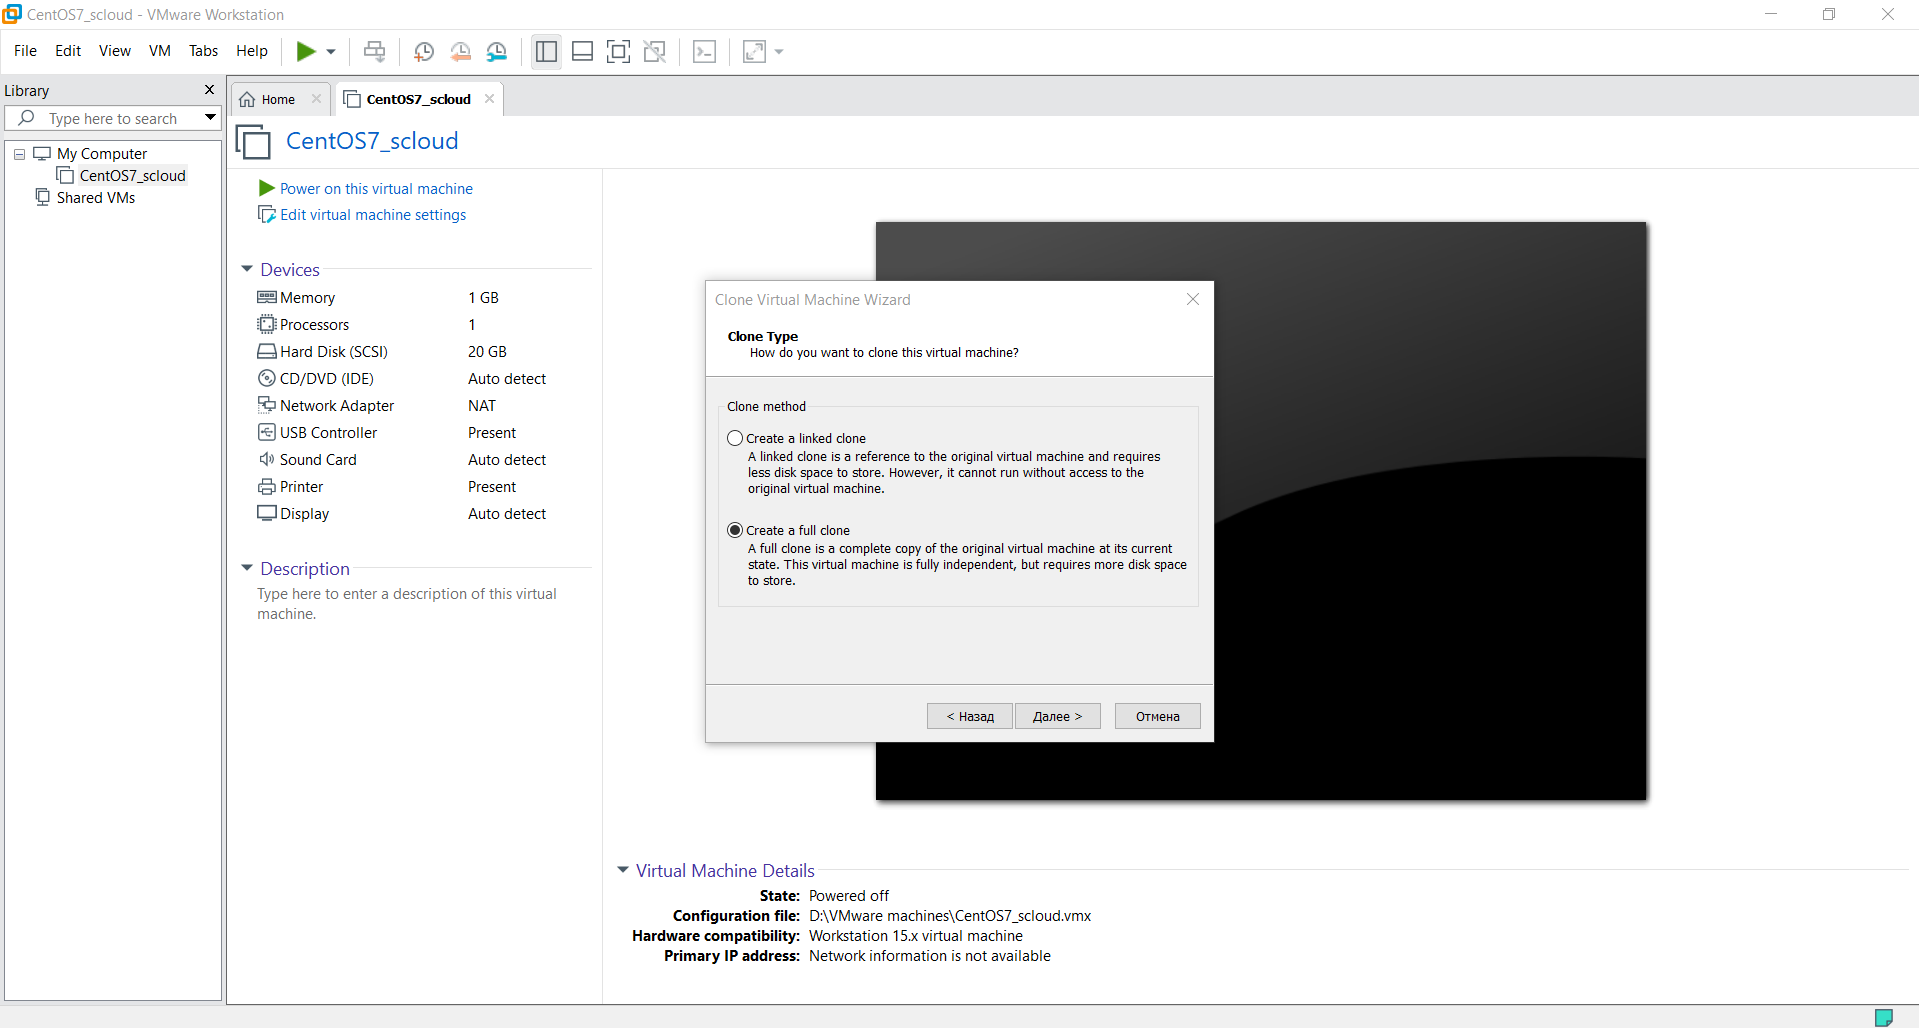 CentOS7_scloud - VMware Workstation
File Edit View VM Tabs Help
Library
Type here to search
My Computer
CentOS7_scloud
Shared VMs
Home
CentOS7_scloud
CentOS7_scloud
Power on this virtual machine
Edit virtual machine settings
Devices
Memory 1 GB
Processors 1
Hard Disk (SCSI) 20 GB
CD/DVD (IDE) Auto detect
Network Adapter NAT
USB Controller Present
Sound Card Auto detect
Printer Present
Display Auto detect
Description
Type here to enter a description of this virtual
machine.
Clone Virtual Machine Wizard
Clone Type
How do you want to clone this virtual machine?
Clone method
Create a linked clone
A linked clone is a reference to the original virtual machine and requires
less disk space to store. However, it cannot run without access to the
original virtual machine.
Create a full clone
A full clone is a complete copy of the original virtual machine at its current
state. This virtual machine is fully independent, but requires more disk space
to store.
< Назад Далее > Отмена
Virtual Machine Details
State: Powered off
Configuration file: D:\VMware machines\CentOS7_scloud.vmx
Hardware compatibility: Workstation 15.x virtual machine
Primary IP address: Network information is not available